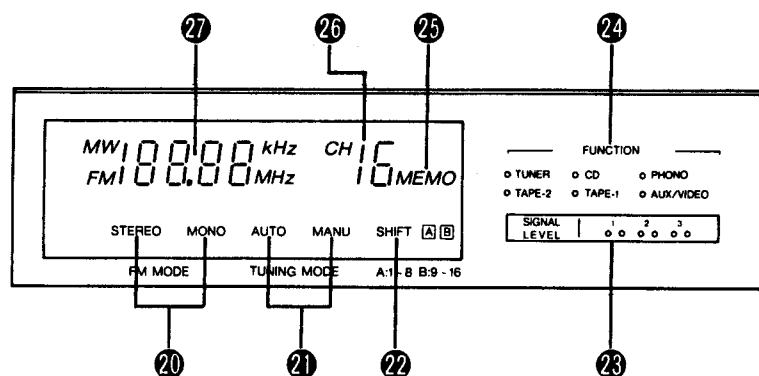 27 26 25 24
MW 188.88 kHz CH 16
FM MHz MEMO
FUNCTION
TUNER CD PHONO
TAPE-2 TAPE-1 AUX/VIDEO
STEREO MONO AUTO MANU SHIFT A B
SIGNAL LEVEL 1 2 3
FM MODE TUNING MODE A:1-8 B:9-16
20 21 22 23